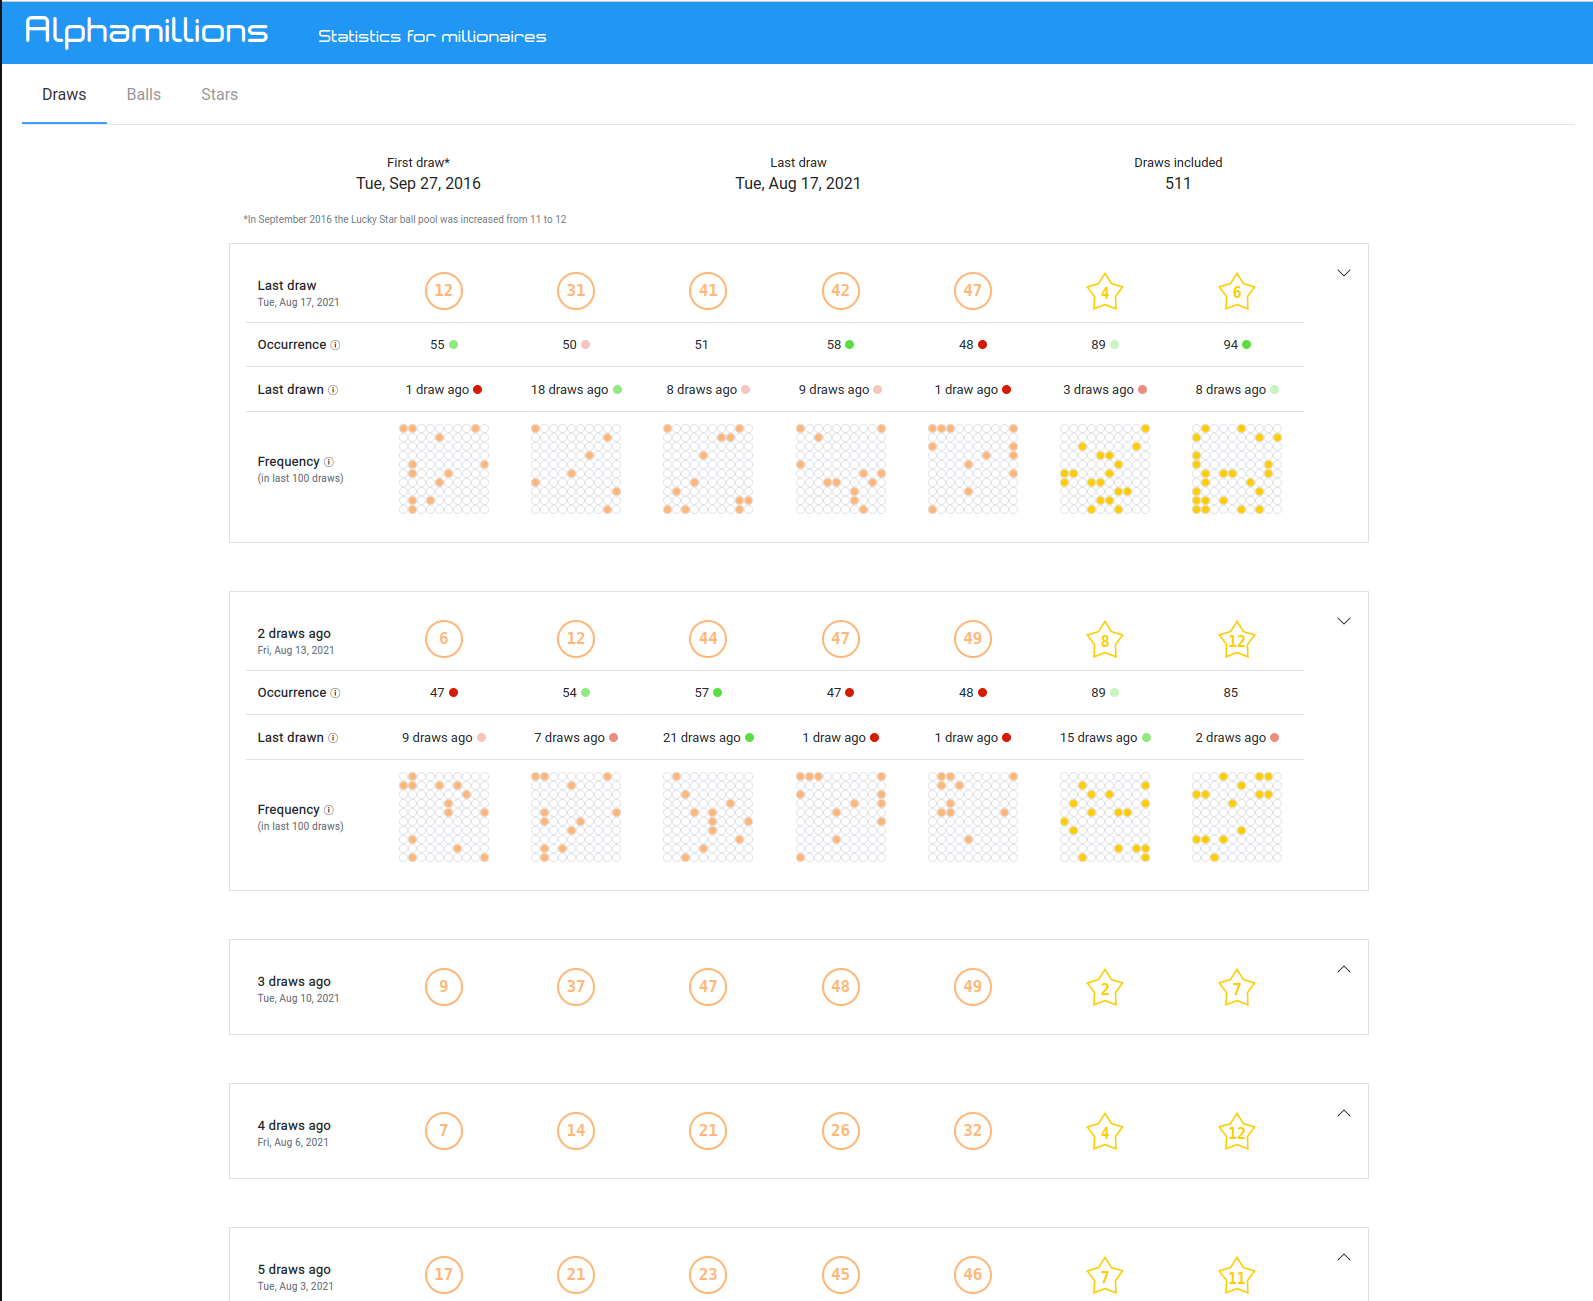 Alphamillions Statistics for millionaires
Draws Balls Stars
First draw* Last draw Draws included
Tue, Sep 27, 2016 Tue, Aug 17, 2021 511
*In September 2016 the Lucky Star ball pool was increased from 11 to 12
Last draw 12 31 41 42 47 4 6
Tue, Aug 17, 2021
Occurrence 55 50 51 58 48 89 94
Last drawn 1 draw ago 18 draws ago 8 draws ago 9 draws ago 1 draw ago 3 draws ago 8 draws ago
Frequency
(in last 100 draws)
2 draws ago 6 12 44 47 49 8 12
Fri, Aug 13, 2021
Occurrence 47 54 57 47 48 89 85
Last drawn 9 draws ago 7 draws ago 21 draws ago 1 draw ago 1 draw ago 15 draws ago 2 draws ago
Frequency
(in last 100 draws)
3 draws ago 9 37 47 48 49 2 7
Tue, Aug 10, 2021
4 draws ago 7 14 21 26 32 4 12
Fri, Aug 6, 2021
5 draws ago 17 21 23 45 46 7 11
Tue, Aug 3, 2021